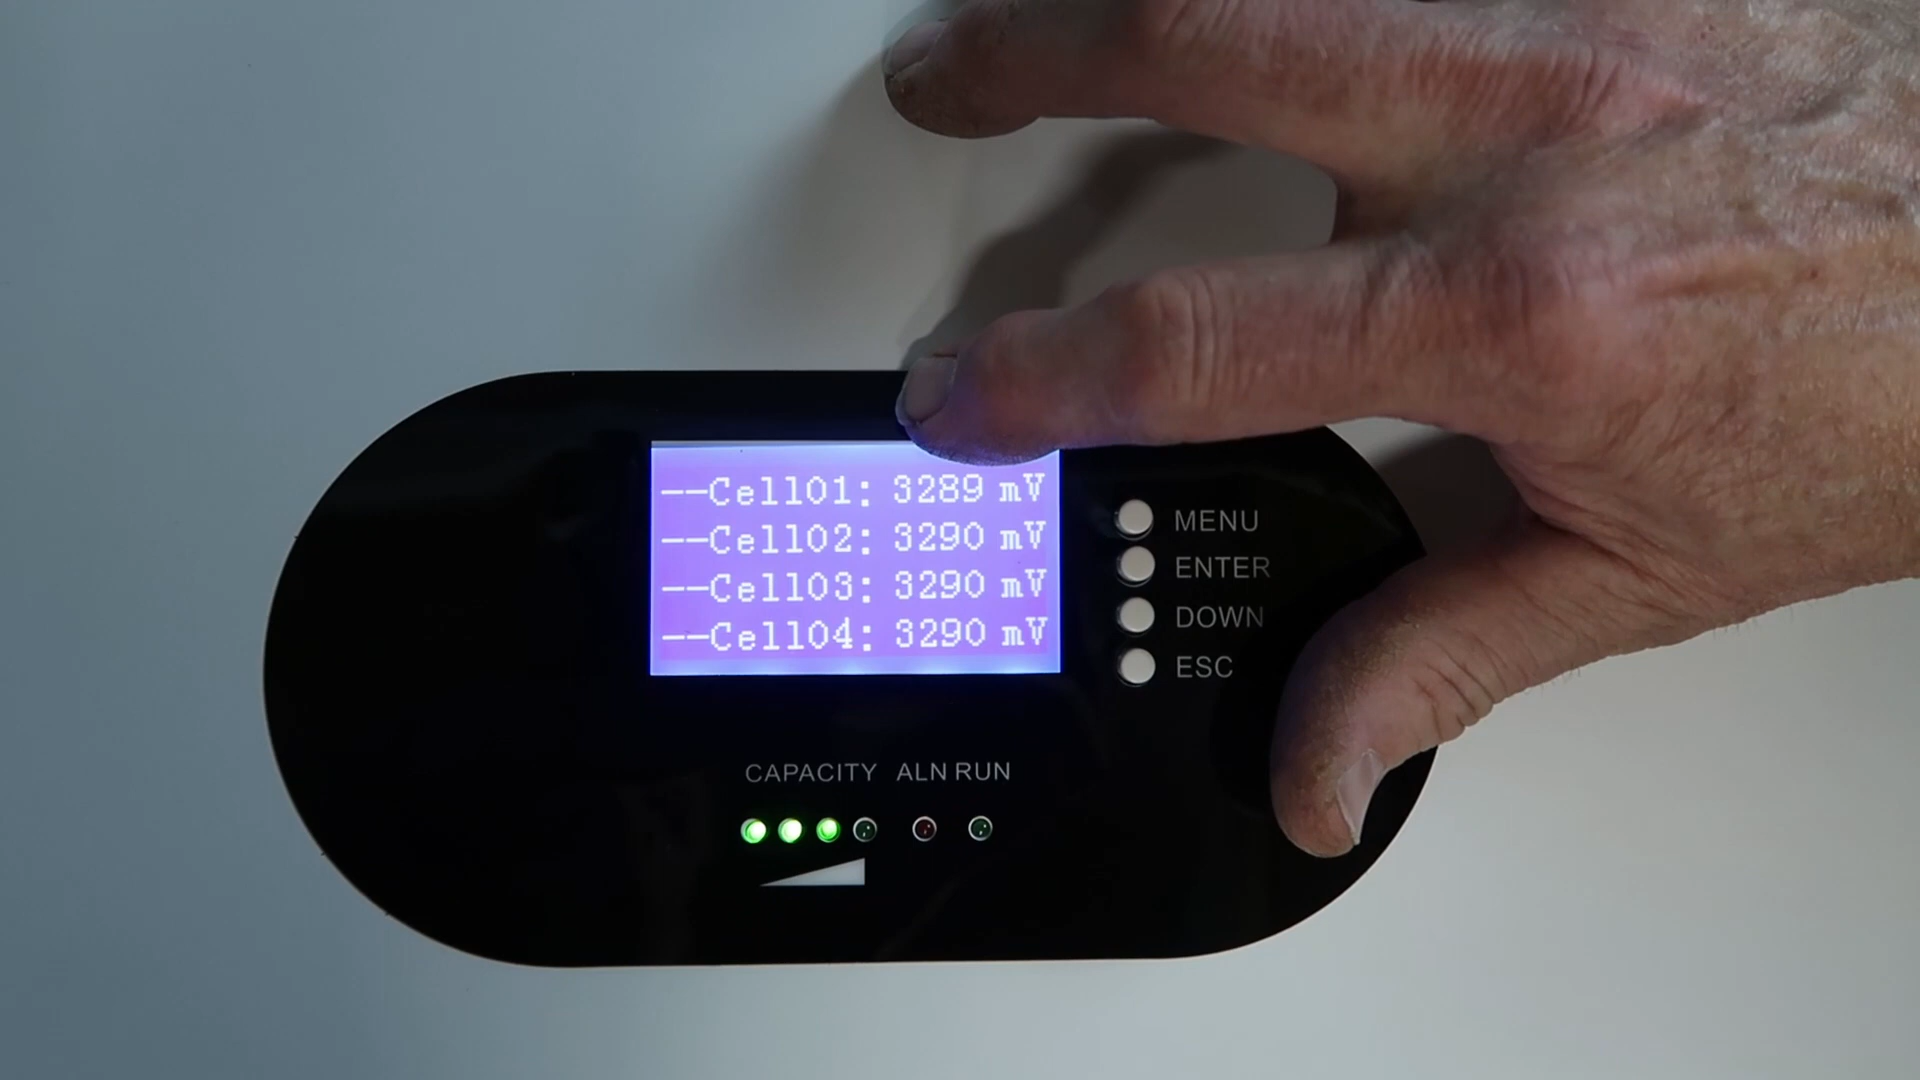 --Cell01: 3289 mV
--Cell02: 3290 mV
--Cell03: 3290 mV
--Cell04: 3290 mV
MENU
ENTER
DOWN
ESC
CAPACITY ALN RUN